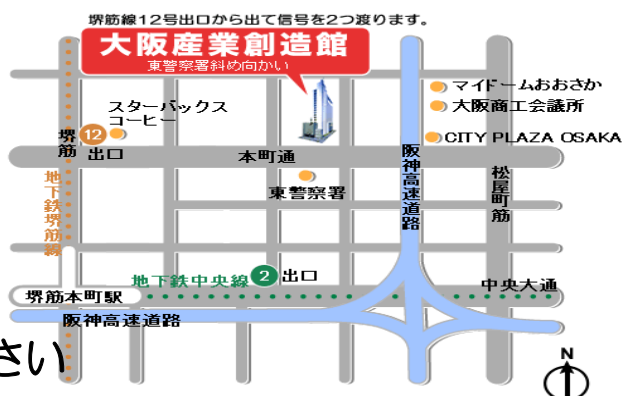 堺筋線12号出口から出て信号を2つ渡ります。
大阪産業創造館
東警察署斜め向かい
マイドームおおさか
大阪商工会議所
CITY PLAZA OSAKA
スターバックス
コーヒー
堺筋
12
出口
本町通
東警察署
阪神高速道路
松屋町筋
地下鉄堺筋線
地下鉄中央線
2
出口
中央大通
堺筋本町駅
阪神高速道路
さい
N